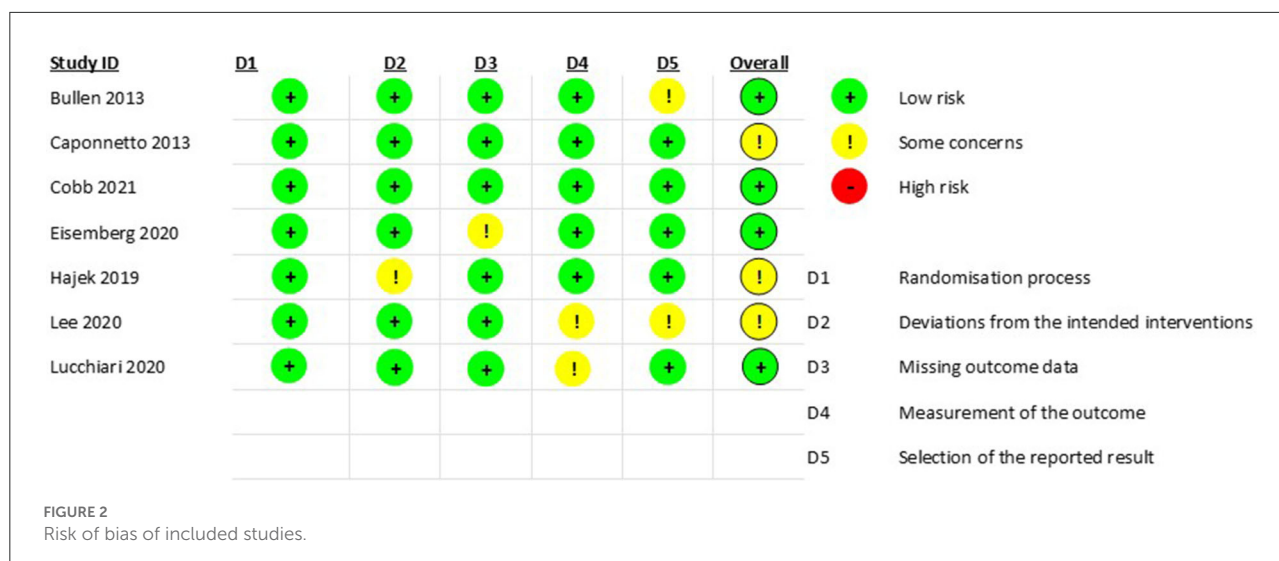 Study ID D1 D2 D3 D4 D5 Overall
Bullen 2013 + + + + ! + + Low risk
Caponnetto 2013 + + + + + ! ! Some concerns
Cobb 2021 + + + + + + - High risk
Eisemberg 2020 + + ! + + +
Hajek 2019 + ! + + + ! D1 Randomisation process
Lee 2020 + + + ! ! ! D2 Deviations from the intended interventions
Lucchiari 2020 + + + ! + + D3 Missing outcome data
D4 Measurement of the outcome
D5 Selection of the reported result
FIGURE 2
Risk of bias of included studies.